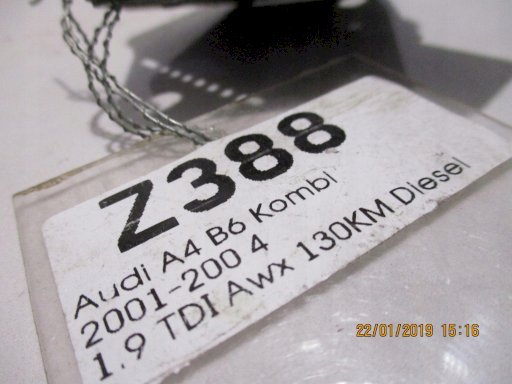 Z388
Audi A4 B6 Kombi
2001-200 4
1.9 TDI Awx 130KM Diesel
22/01/2019 15:16